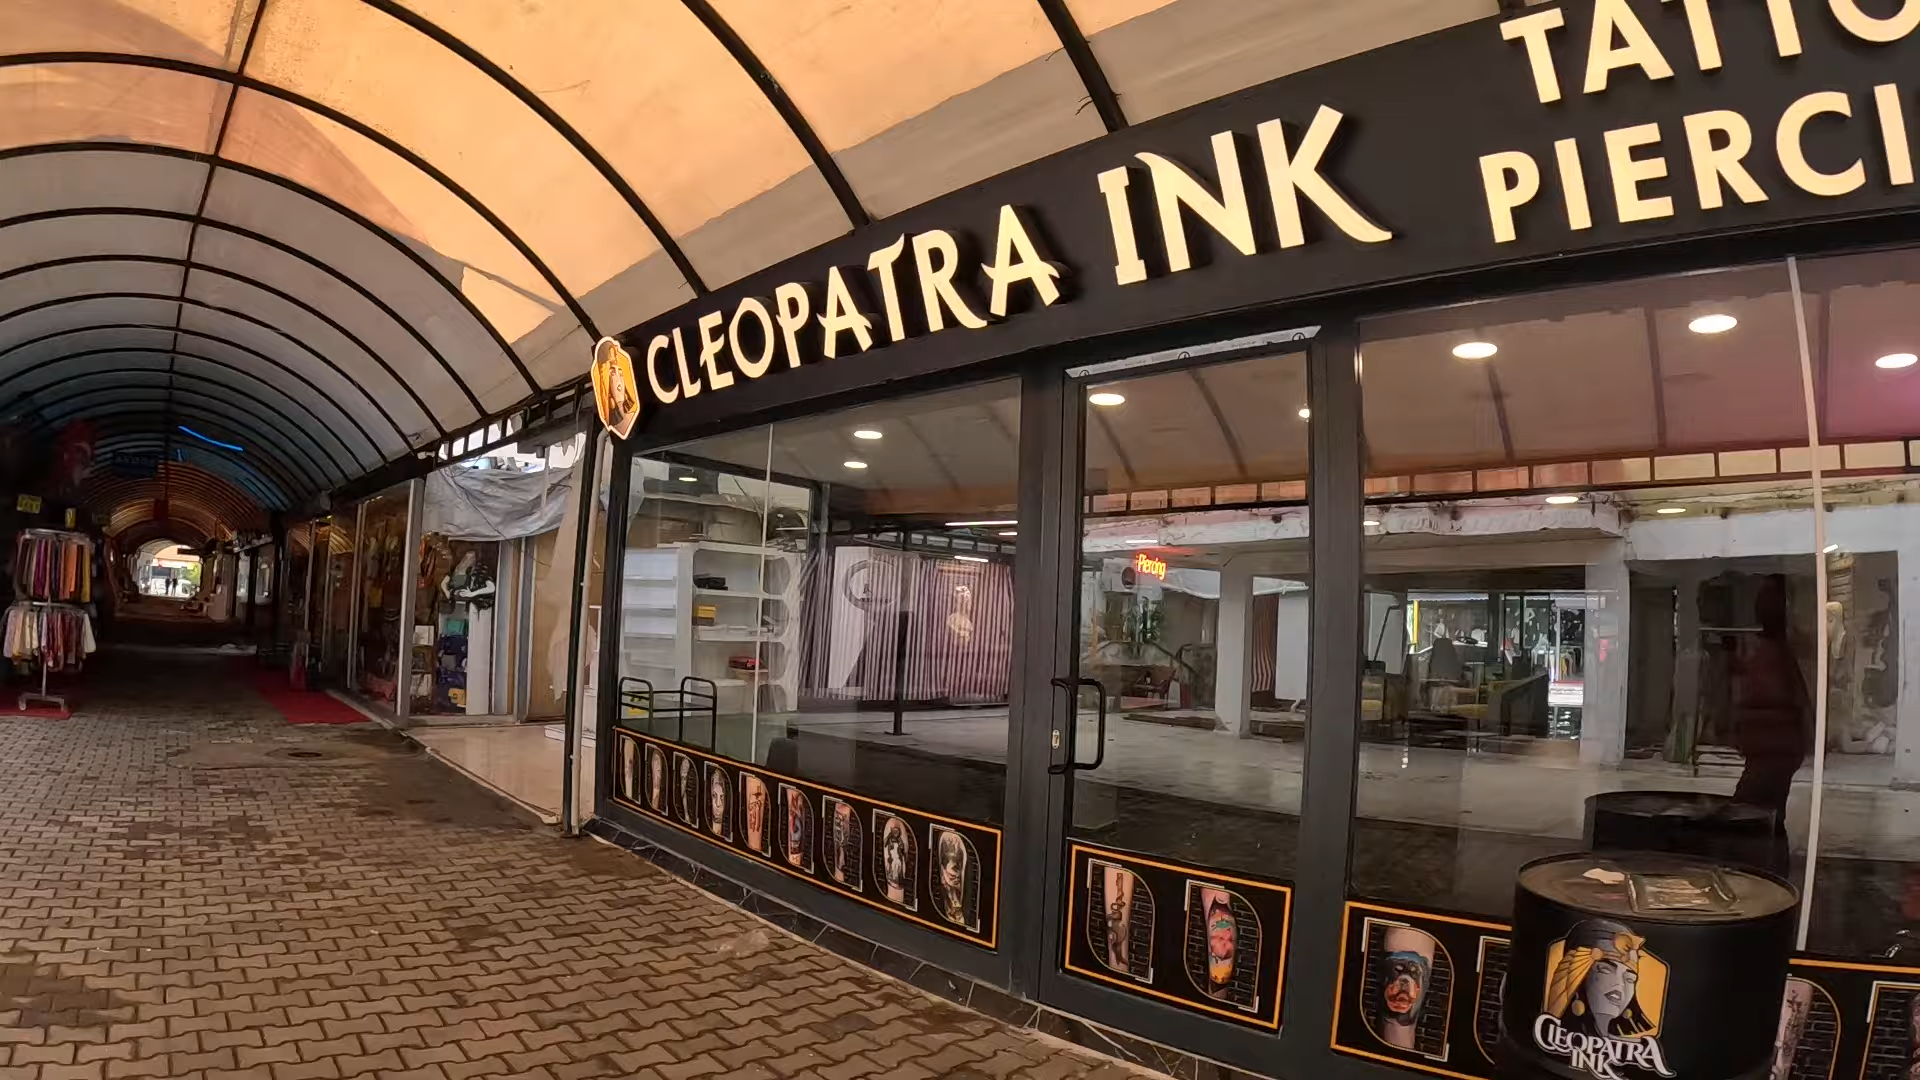 CLEOPATRA INK
TATTO
PIERCI
Piercing
CLEOPATRA
INK